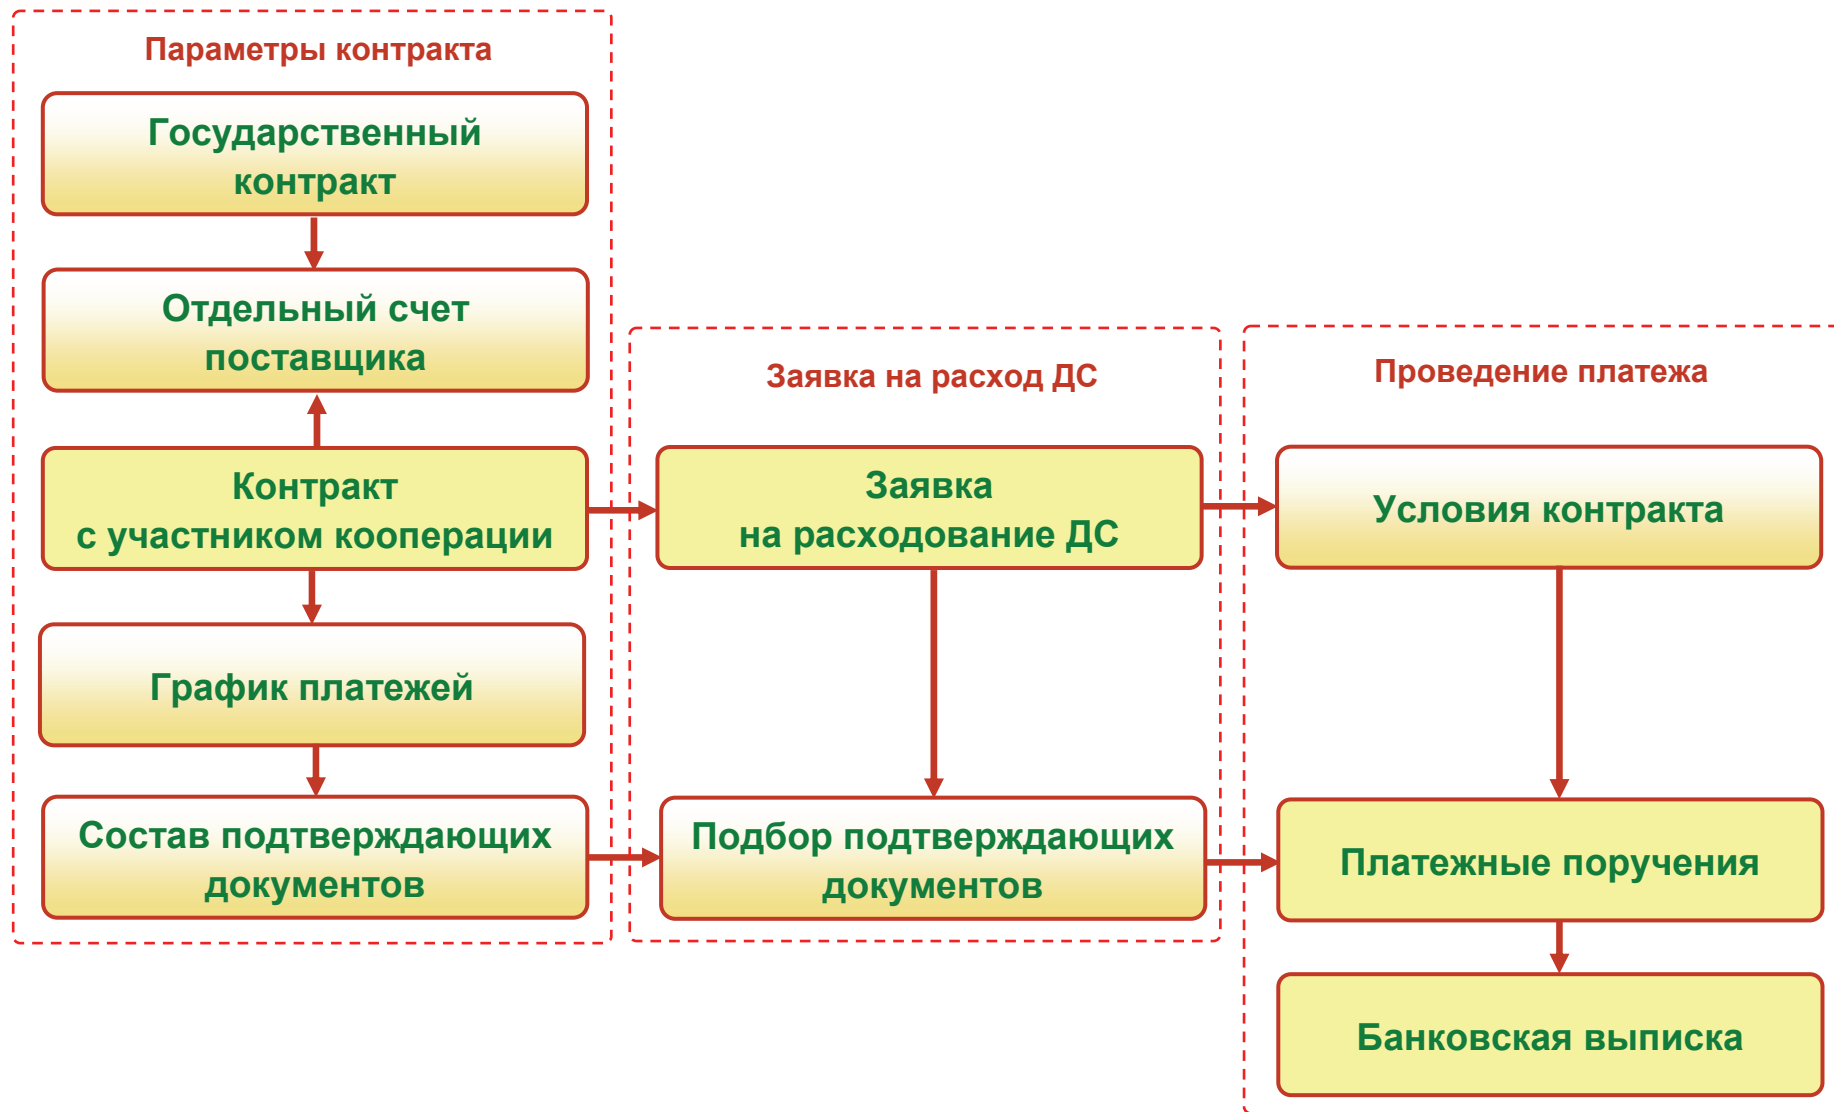 Параметры контракта
Государственный
контракт
Отдельный счет
поставщика
Контракт
с участником кооперации
График платежей
Состав подтверждающих
документов
Заявка на расход ДС
Заявка
на расходование ДС
Подбор подтверждающих
документов
Проведение платежа
Условия контракта
Платежные поручения
Банковская выписка